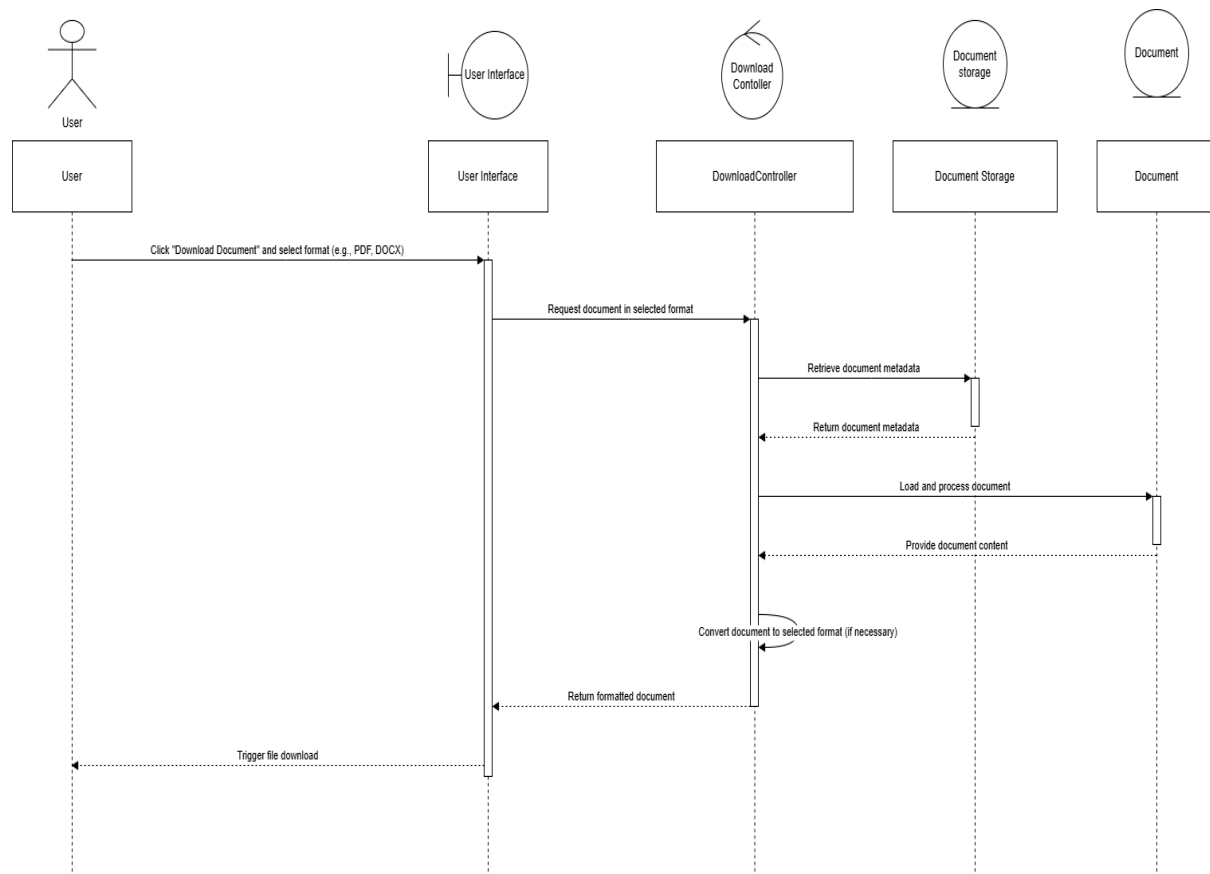 User
User Interface
Download
Contoller
Document
storage
Document
User
User Interface
DownloadController
Document Storage
Document
Click "Download Document" and select format (e.g., PDF, DOCX)
Request document in selected format
Retrieve document metadata
Return document metadata
Load and process document
Provide document content
Convert document to selected format (if necessary)
Return formatted document
Trigger file download